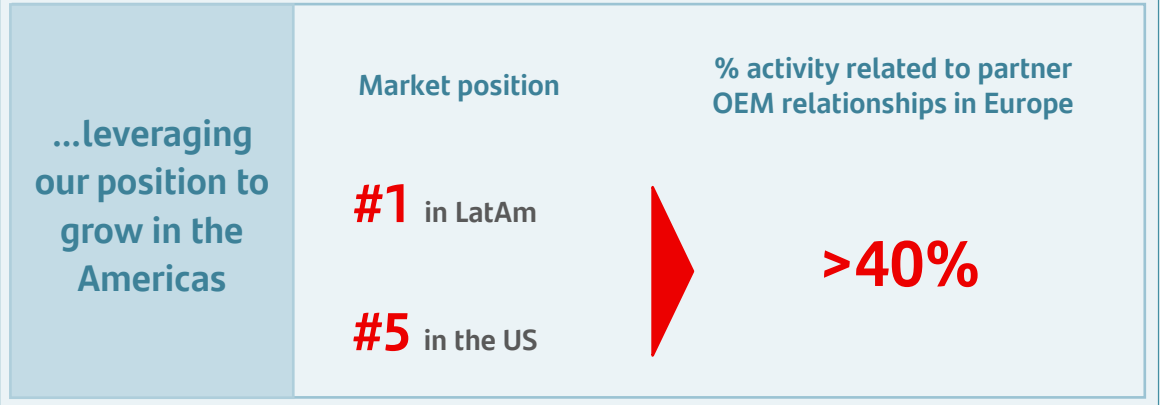 ...leveraging
our position to
grow in the
Americas
Market position
#1 in LatAm
#5 in the US
% activity related to partner
OEM relationships in Europe
>40%